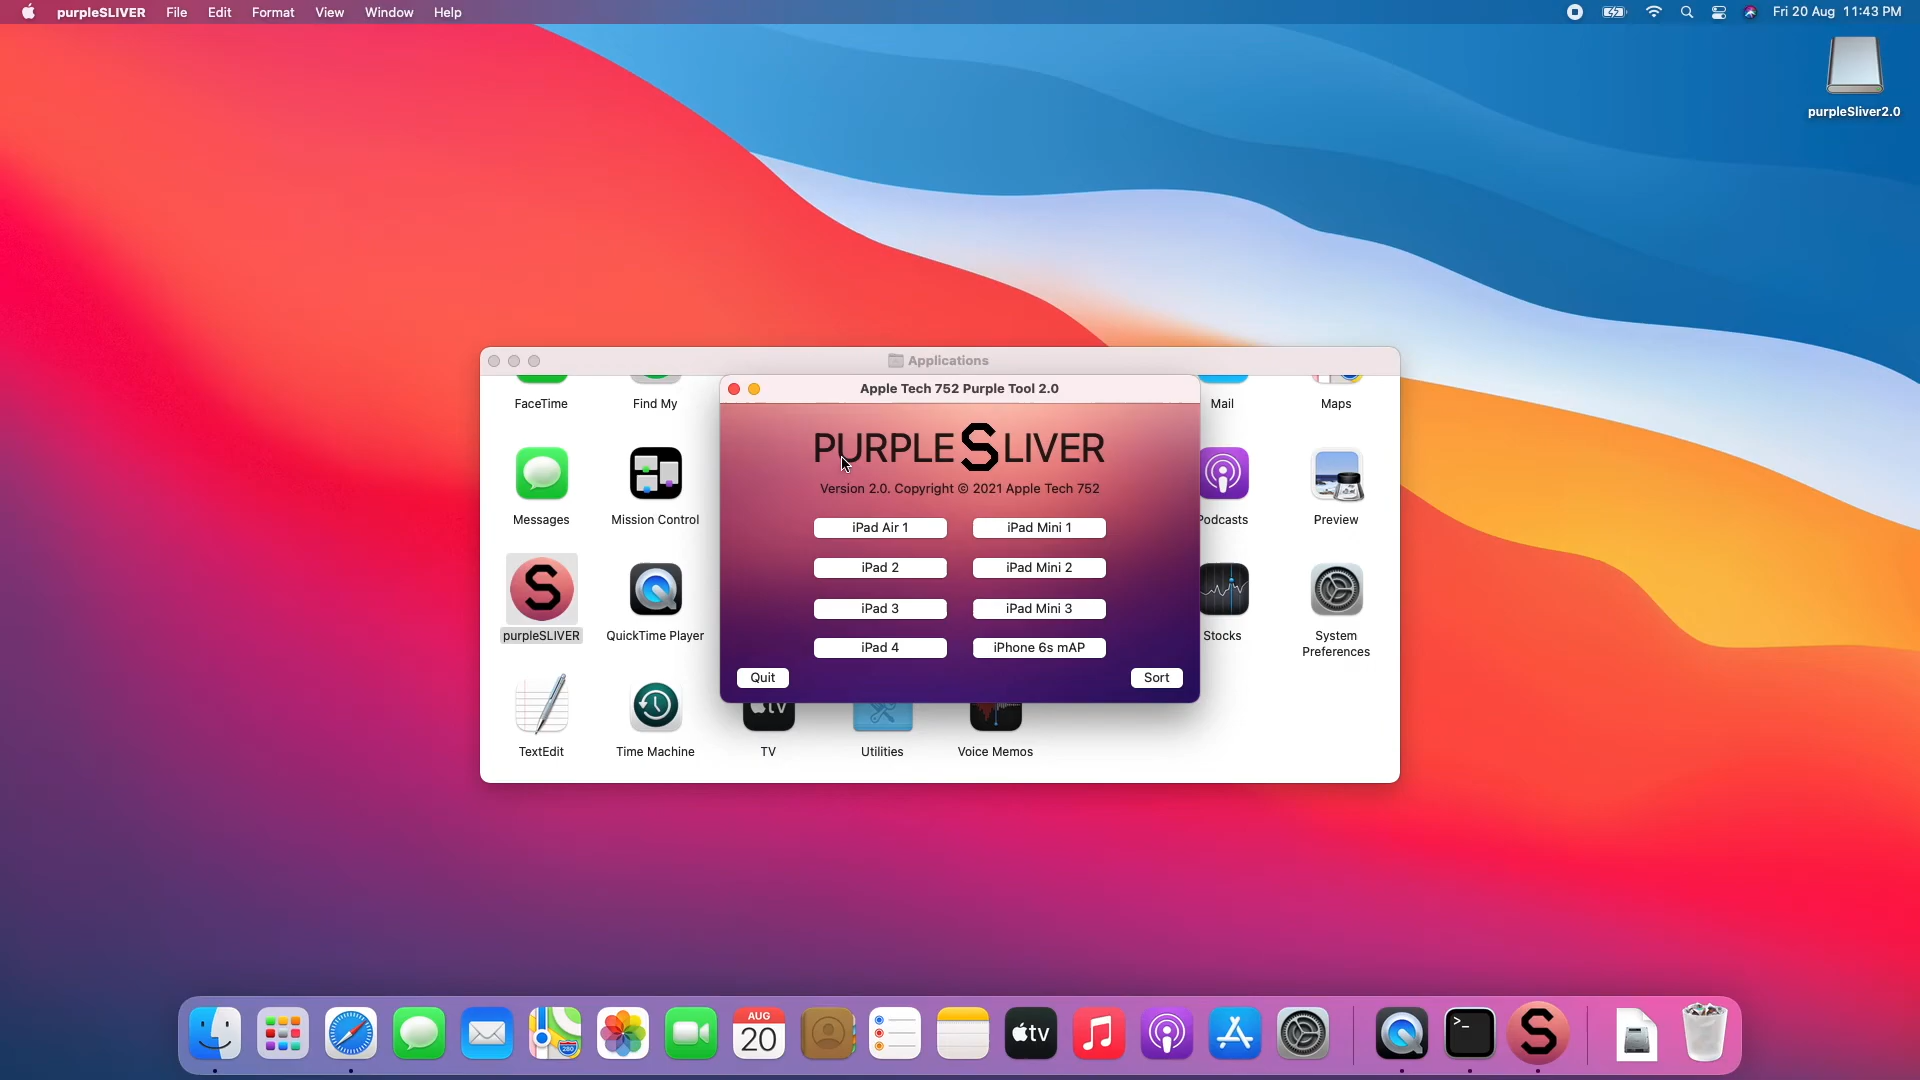 purpleSLIVER File Edit Format View Window Help Fri 20 Aug 11:43 PM
purpleSliver2.0
Applications
Apple Tech 752 Purple Tool 2.0
FaceTime Find My Mail Maps
PURPLE SLIVER
Version 2.0. Copyright © 2021 Apple Tech 752
Messages Mission Control Podcasts Preview
iPad Air 1 iPad Mini 1
iPad 2 iPad Mini 2
iPad 3 iPad Mini 3
iPad 4 iPhone 6s mAP
purpleSLIVER QuickTime Player Stocks System
Preferences
Quit Sort
tv
TextEdit Time Machine TV Utilities Voice Memos
AUG
20
280
tv
>_
S